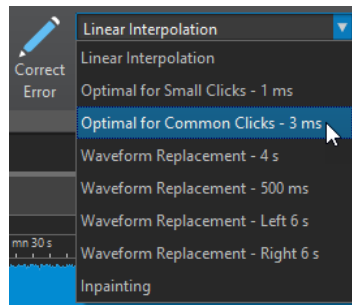 Linear Interpolation
Correct
Error
Linear Interpolation
Optimal for Small Clicks - 1 ms
Optimal for Common Clicks - 3 ms
Waveform Replacement - 4 s
Waveform Replacement - 500 ms
Waveform Replacement - Left 6 s
Waveform Replacement - Right 6 s
mn 30 s
Inpainting